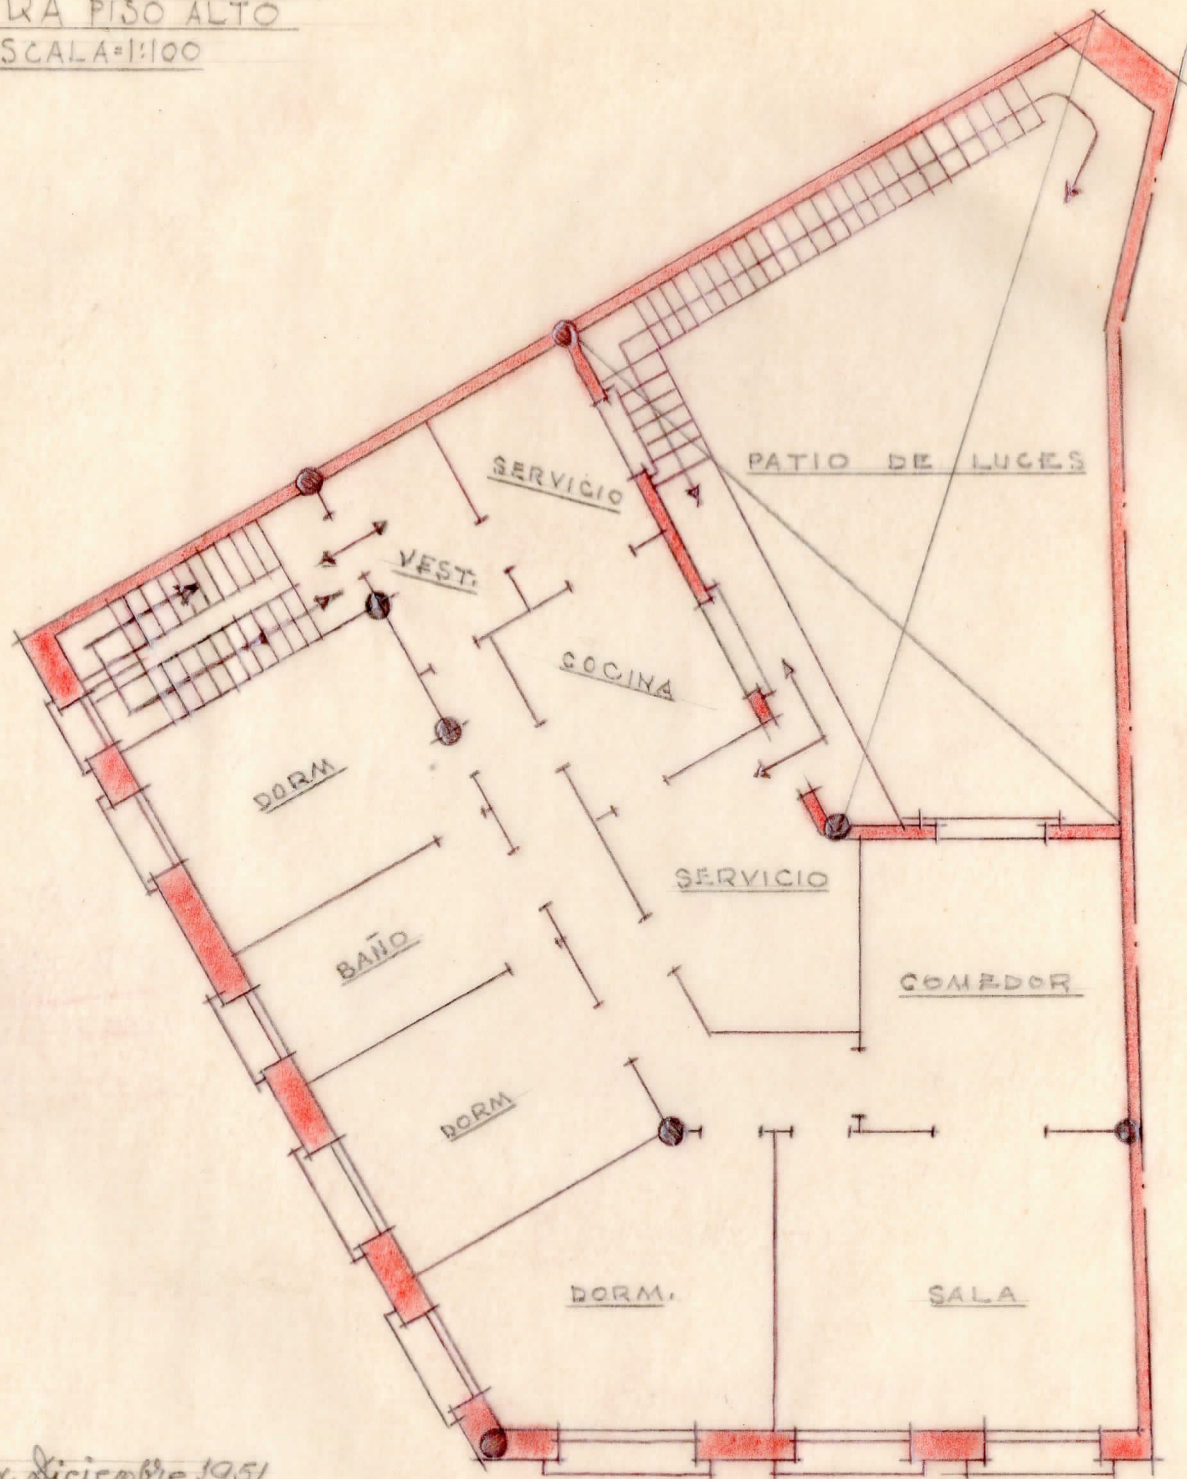 PISO ALTO
ESCALA=1:100
SERVICIO
PATIO DE LUCES
VEST.
COCINA
DORM
SERVICIO
BAÑO
COMEDOR
DORM
DORM.
SALA
Diciembre 1951